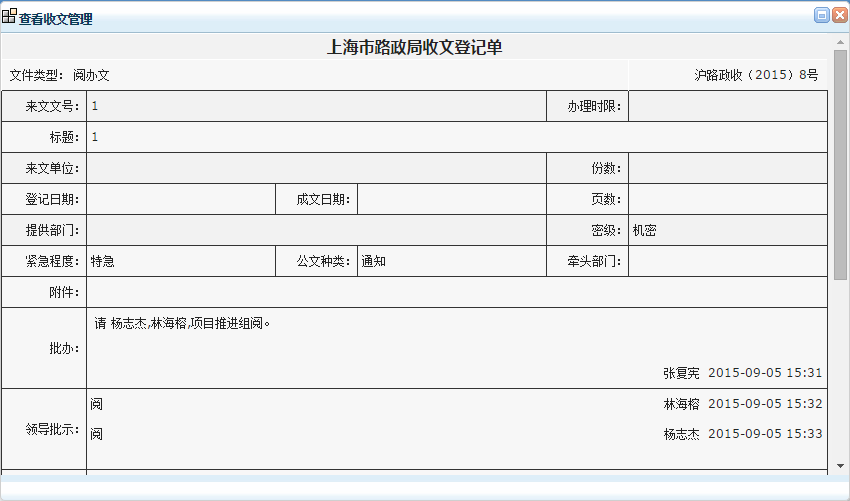 查看收文管理
上海市路政局收文登记单
文件类型: 阅办文 沪路政收（2015）8号
来文文号: 1 办理时限:
标题: 1
来文单位: 份数:
登记日期: 成文日期: 页数:
提供部门: 密级: 机密
紧急程度: 特急 公文种类: 通知 牵头部门:
附件:
请 杨志杰,林海榕,项目推进组阅。
批办:
张复宪 2015-09-05 15:31
阅 林海榕 2015-09-05 15:32
领导批示:
阅 杨志杰 2015-09-05 15:33